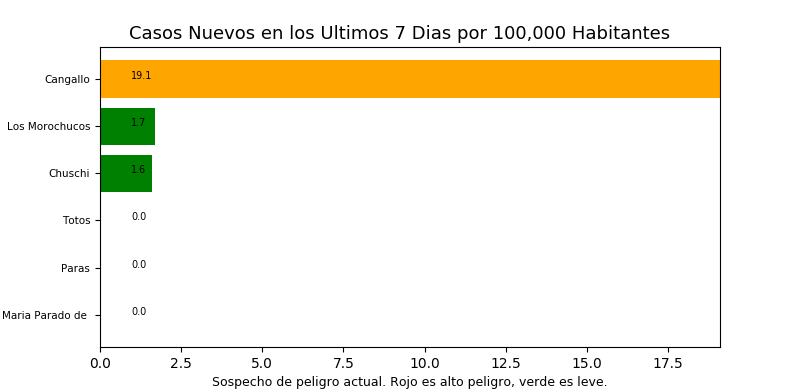 Casos Nuevos en los Ultimos 7 Dias por 100,000 Habitantes
Cangallo 19.1
Los Morochucos 1.7
Chuschi 1.6
Totos 0.0
Paras 0.0
Maria Parado de 0.0
0.0 2.5 5.0 7.5 10.0 12.5 15.0 17.5
Sospecho de peligro actual. Rojo es alto peligro, verde es leve.